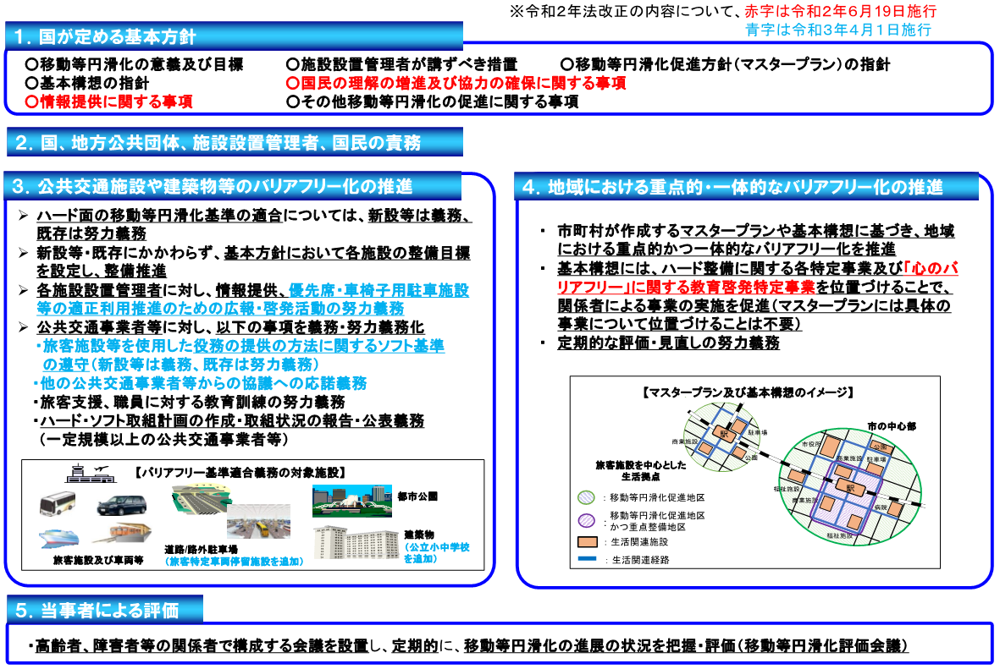 ※令和2年法改正の内容について、赤字は令和2年6月19日施行
青字は令和3年4月1日施行
1．国が定める基本方針
○移動等円滑化の意義及び目標　○施設設置管理者が講ずべき措置　○移動等円滑化促進方針（マスタープラン）の指針
○基本構想の指針　○国民の理解の増進及び協力の確保に関する事項
○情報提供に関する事項　○その他移動等円滑化の促進に関する事項
2．国、地方公共団体、施設設置管理者、国民の責務
3．公共交通施設や建築物等のバリアフリー化の推進
➢ ハード面の移動等円滑化基準の適合については、新設等は義務、
既存は努力義務
➢ 新設等・既存にかかわらず、基本方針において各施設の整備目標
を設定し、整備推進
➢ 各施設設置管理者に対し、情報提供、優先席・車椅子用駐車施設
等の適正利用推進のための広報・啓発活動の努力義務
➢ 公共交通事業者等に対し、以下の事項を義務・努力義務化
・旅客施設等を使用した役務の提供の方法に関するソフト基準
の遵守（新設等は義務、既存は努力義務）
・他の公共交通事業者等からの協議への応諾義務
・旅客支援、職員に対する教育訓練の努力義務
・ハード・ソフト取組計画の作成・取組状況の報告・公表義務
（一定規模以上の公共交通事業者等）
【バリアフリー基準適合義務の対象施設】
都市公園
建築物
（公立小中学校
を追加）
道路/路外駐車場
（旅客特定車両停留施設を追加）
旅客施設及び車両等
4．地域における重点的・一体的なバリアフリー化の推進
・ 市町村が作成するマスタープランや基本構想に基づき、地域
における重点的かつ一体的なバリアフリー化を推進
・ 基本構想には、ハード整備に関する各特定事業及び「心のバ
リアフリー」に関する教育啓発特定事業を位置づけることで、
関係者による事業の実施を促進（マスタープランには具体の
事業について位置づけることは不要）
・ 定期的な評価・見直しの努力義務
【マスタープラン及び基本構想のイメージ】
市の中心部
駅
駐車場
商業施設
公園
旅客施設を中心とした
生活拠点
市役所
公園
商業施設
駐車場
福祉施設
駅
商業施設
病院
福祉施設
：移動等円滑化促進地区
：移動等円滑化促進地区
かつ重点整備地区
：生活関連施設
：生活関連経路
5．当事者による評価
・高齢者、障害者等の関係者で構成する会議を設置し、定期的に、移動等円滑化の進展の状況を把握・評価（移動等円滑化評価会議）